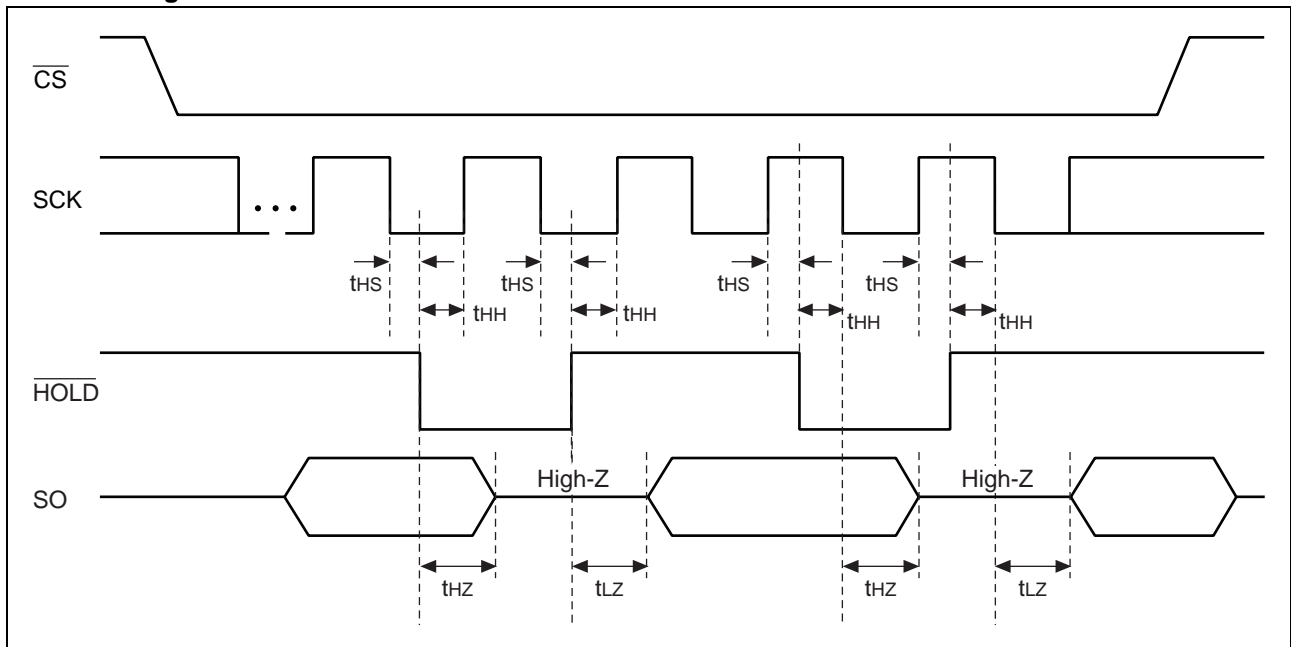 CS
SCK
...
tHS tHS tHS tHS
tHH tHH tHH tHH
HOLD
High-Z High-Z
SO
tHZ tLZ tHZ tLZ